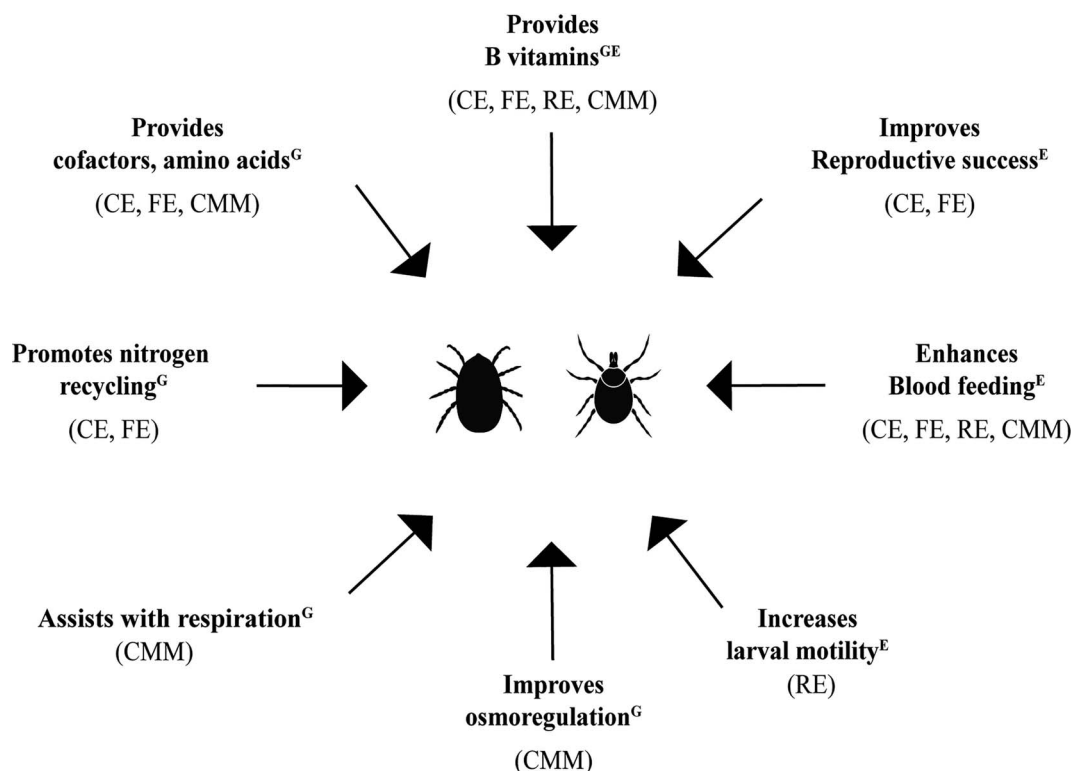 Provides
B vitaminsGE
(CE, FE, RE, CMM)
Provides
cofactors, amino acidsG
(CE, FE, CMM)
Improves
Reproductive successE
(CE, FE)
Promotes nitrogen
recyclingG
(CE, FE)
Enhances
Blood feedingE
(CE, FE, RE, CMM)
Assists with respirationG
(CMM)
Increases
larval motilityE
(RE)
Improves
osmoregulationG
(CMM)